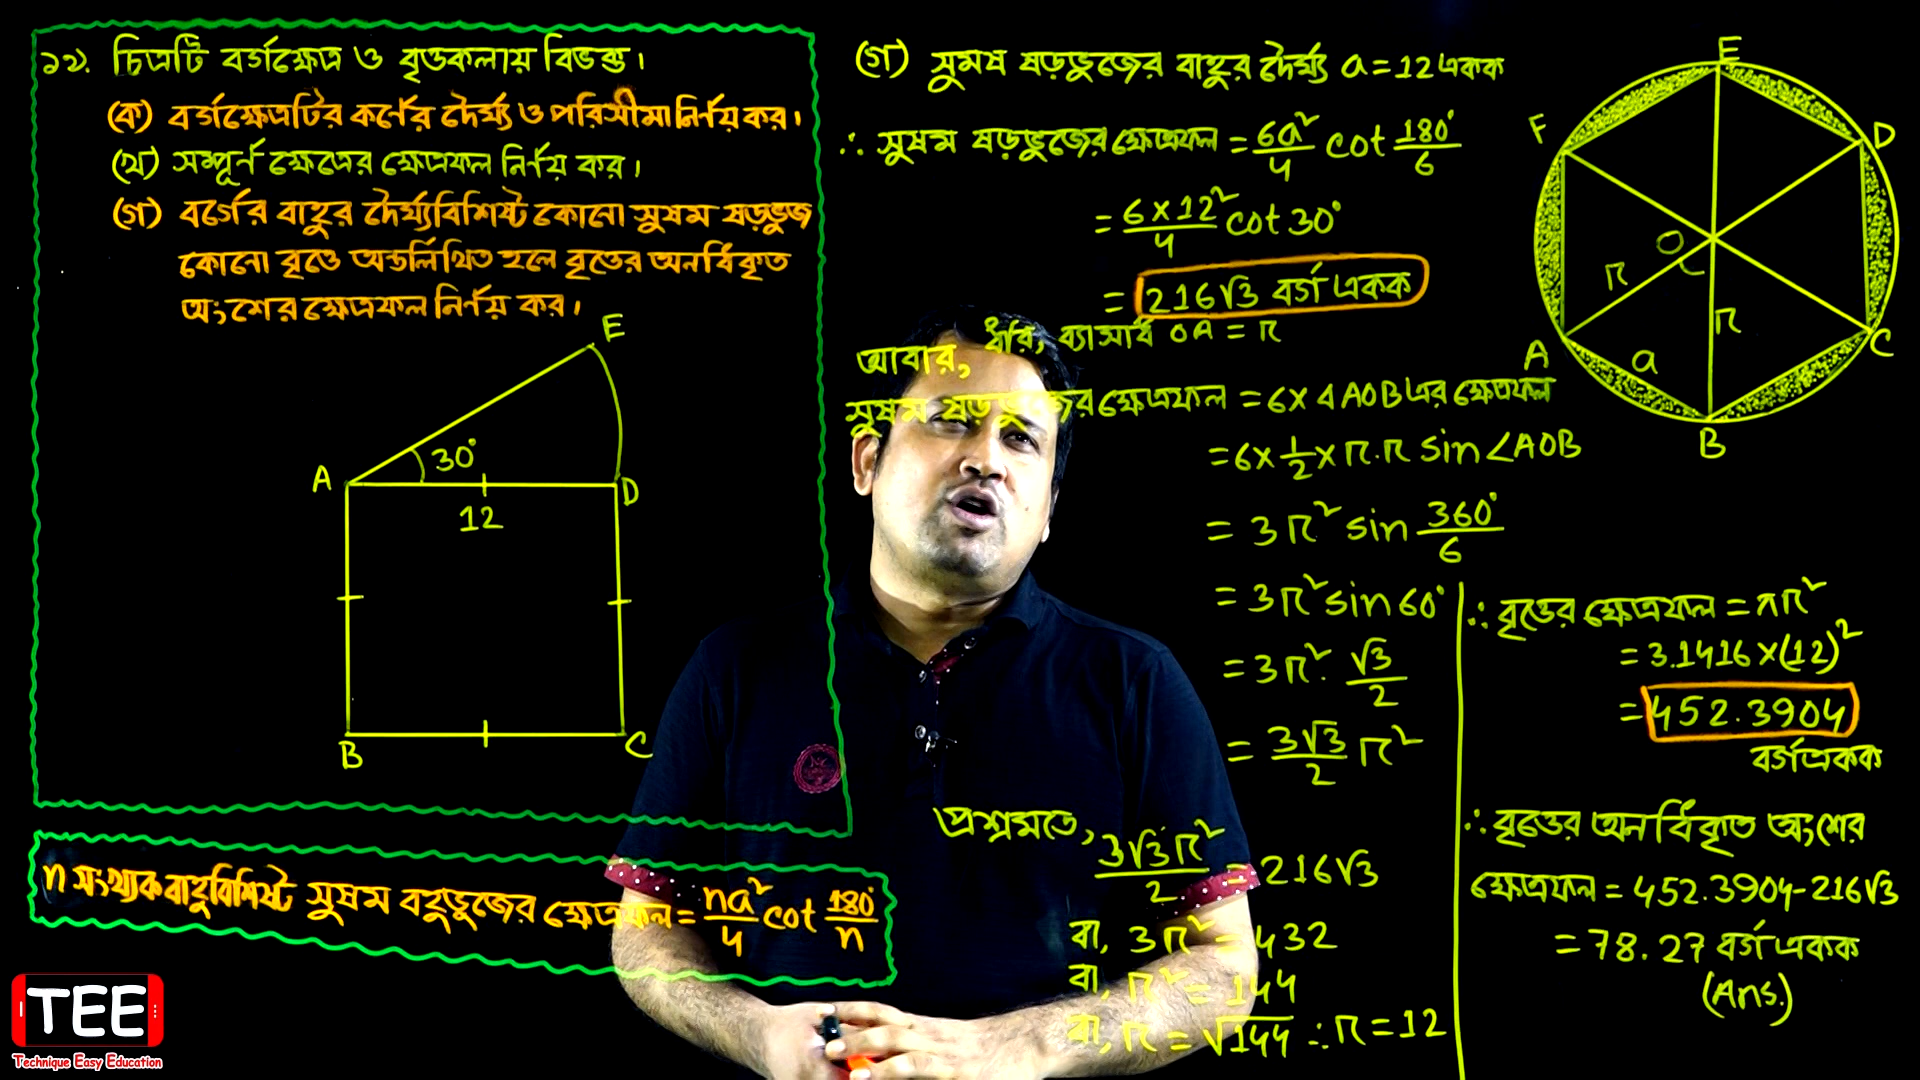 ১২. চিত্রটি বর্গক্ষেত্র ও বৃত্তকলায় বিভক্ত।
(ক) বর্গক্ষেত্রটির কর্ণের দৈর্ঘ্য ও পরিসীমা নির্ণয় কর।
(খ) সম্পূর্ণ ক্ষেত্রের ক্ষেত্রফল নির্ণয় কর।
(গ) বর্গের বাহুর দৈর্ঘ্যবিশিষ্ট কোনো সুষম ষড়ভুজ
কোনো বৃত্তে অন্তর্লিখিত হলে বৃত্তের অনধিকৃত
অংশের ক্ষেত্রফল নির্ণয় কর।
E
30°
A
D
12
B
C
n সংখ্যক বাহুবিশিষ্ট সুষম বহুভুজের ক্ষেত্রফল = na²/4 cot 180°/n
TEE
Technique Easy Education
(গ) সুষম ষড়ভুজের বাহুর দৈর্ঘ্য a = 12 একক
∴ সুষম ষড়ভুজের ক্ষেত্রফল = 6a²/4 cot 180°/6
= 6×12²/4 cot 30°
= 216√3 বর্গ একক
আবার, ধরি, ব্যাসার্ধ OA = r
সুষম ষড়ভুজের ক্ষেত্রফল = 6 × ΔAOB এর ক্ষেত্রফল
= 6 × 1/2 × r.r sin ∠AOB
= 3r² sin 360°/6
= 3r² sin 60°
= 3r². √3/2
= 3√3/2 r²
প্রশ্নমতে, 3√3r²/2 = 216√3
বা, 3r² = 432
বা, r² = 144
বা, r = √144 ∴ r = 12
E
F
D
O
r
r
A
a
C
B
∴ বৃত্তের ক্ষেত্রফল = πr²
= 3.1416 × (12)²
= 452.3904
বর্গ একক
∴ বৃত্তের অনধিকৃত অংশের
ক্ষেত্রফল = 452.3904 - 216√3
= 78.27 বর্গ একক
(Ans.)